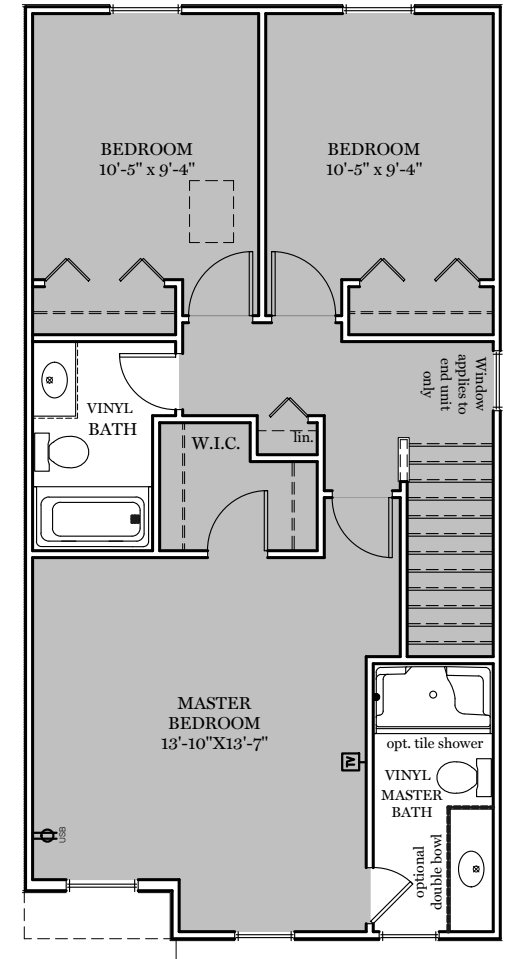 BEDROOM
10'-5" x 9'-4"
BEDROOM
10'-5" x 9'-4"
Window
applies to
end unit
only
VINYL
BATH
W.I.C.
lin.
MASTER
BEDROOM
13'-10"X13'-7"
TV
USB
opt. tile shower
VINYL
MASTER
BATH
optional
double bowl